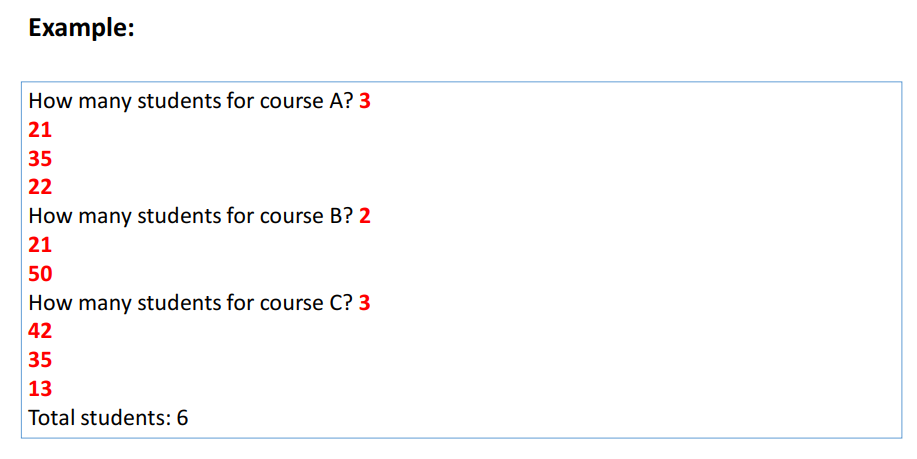 Example:
How many students for course A? 3
21
35
22
How many students for course B? 2
21
50
How many students for course C? 3
42
35
13
Total students: 6